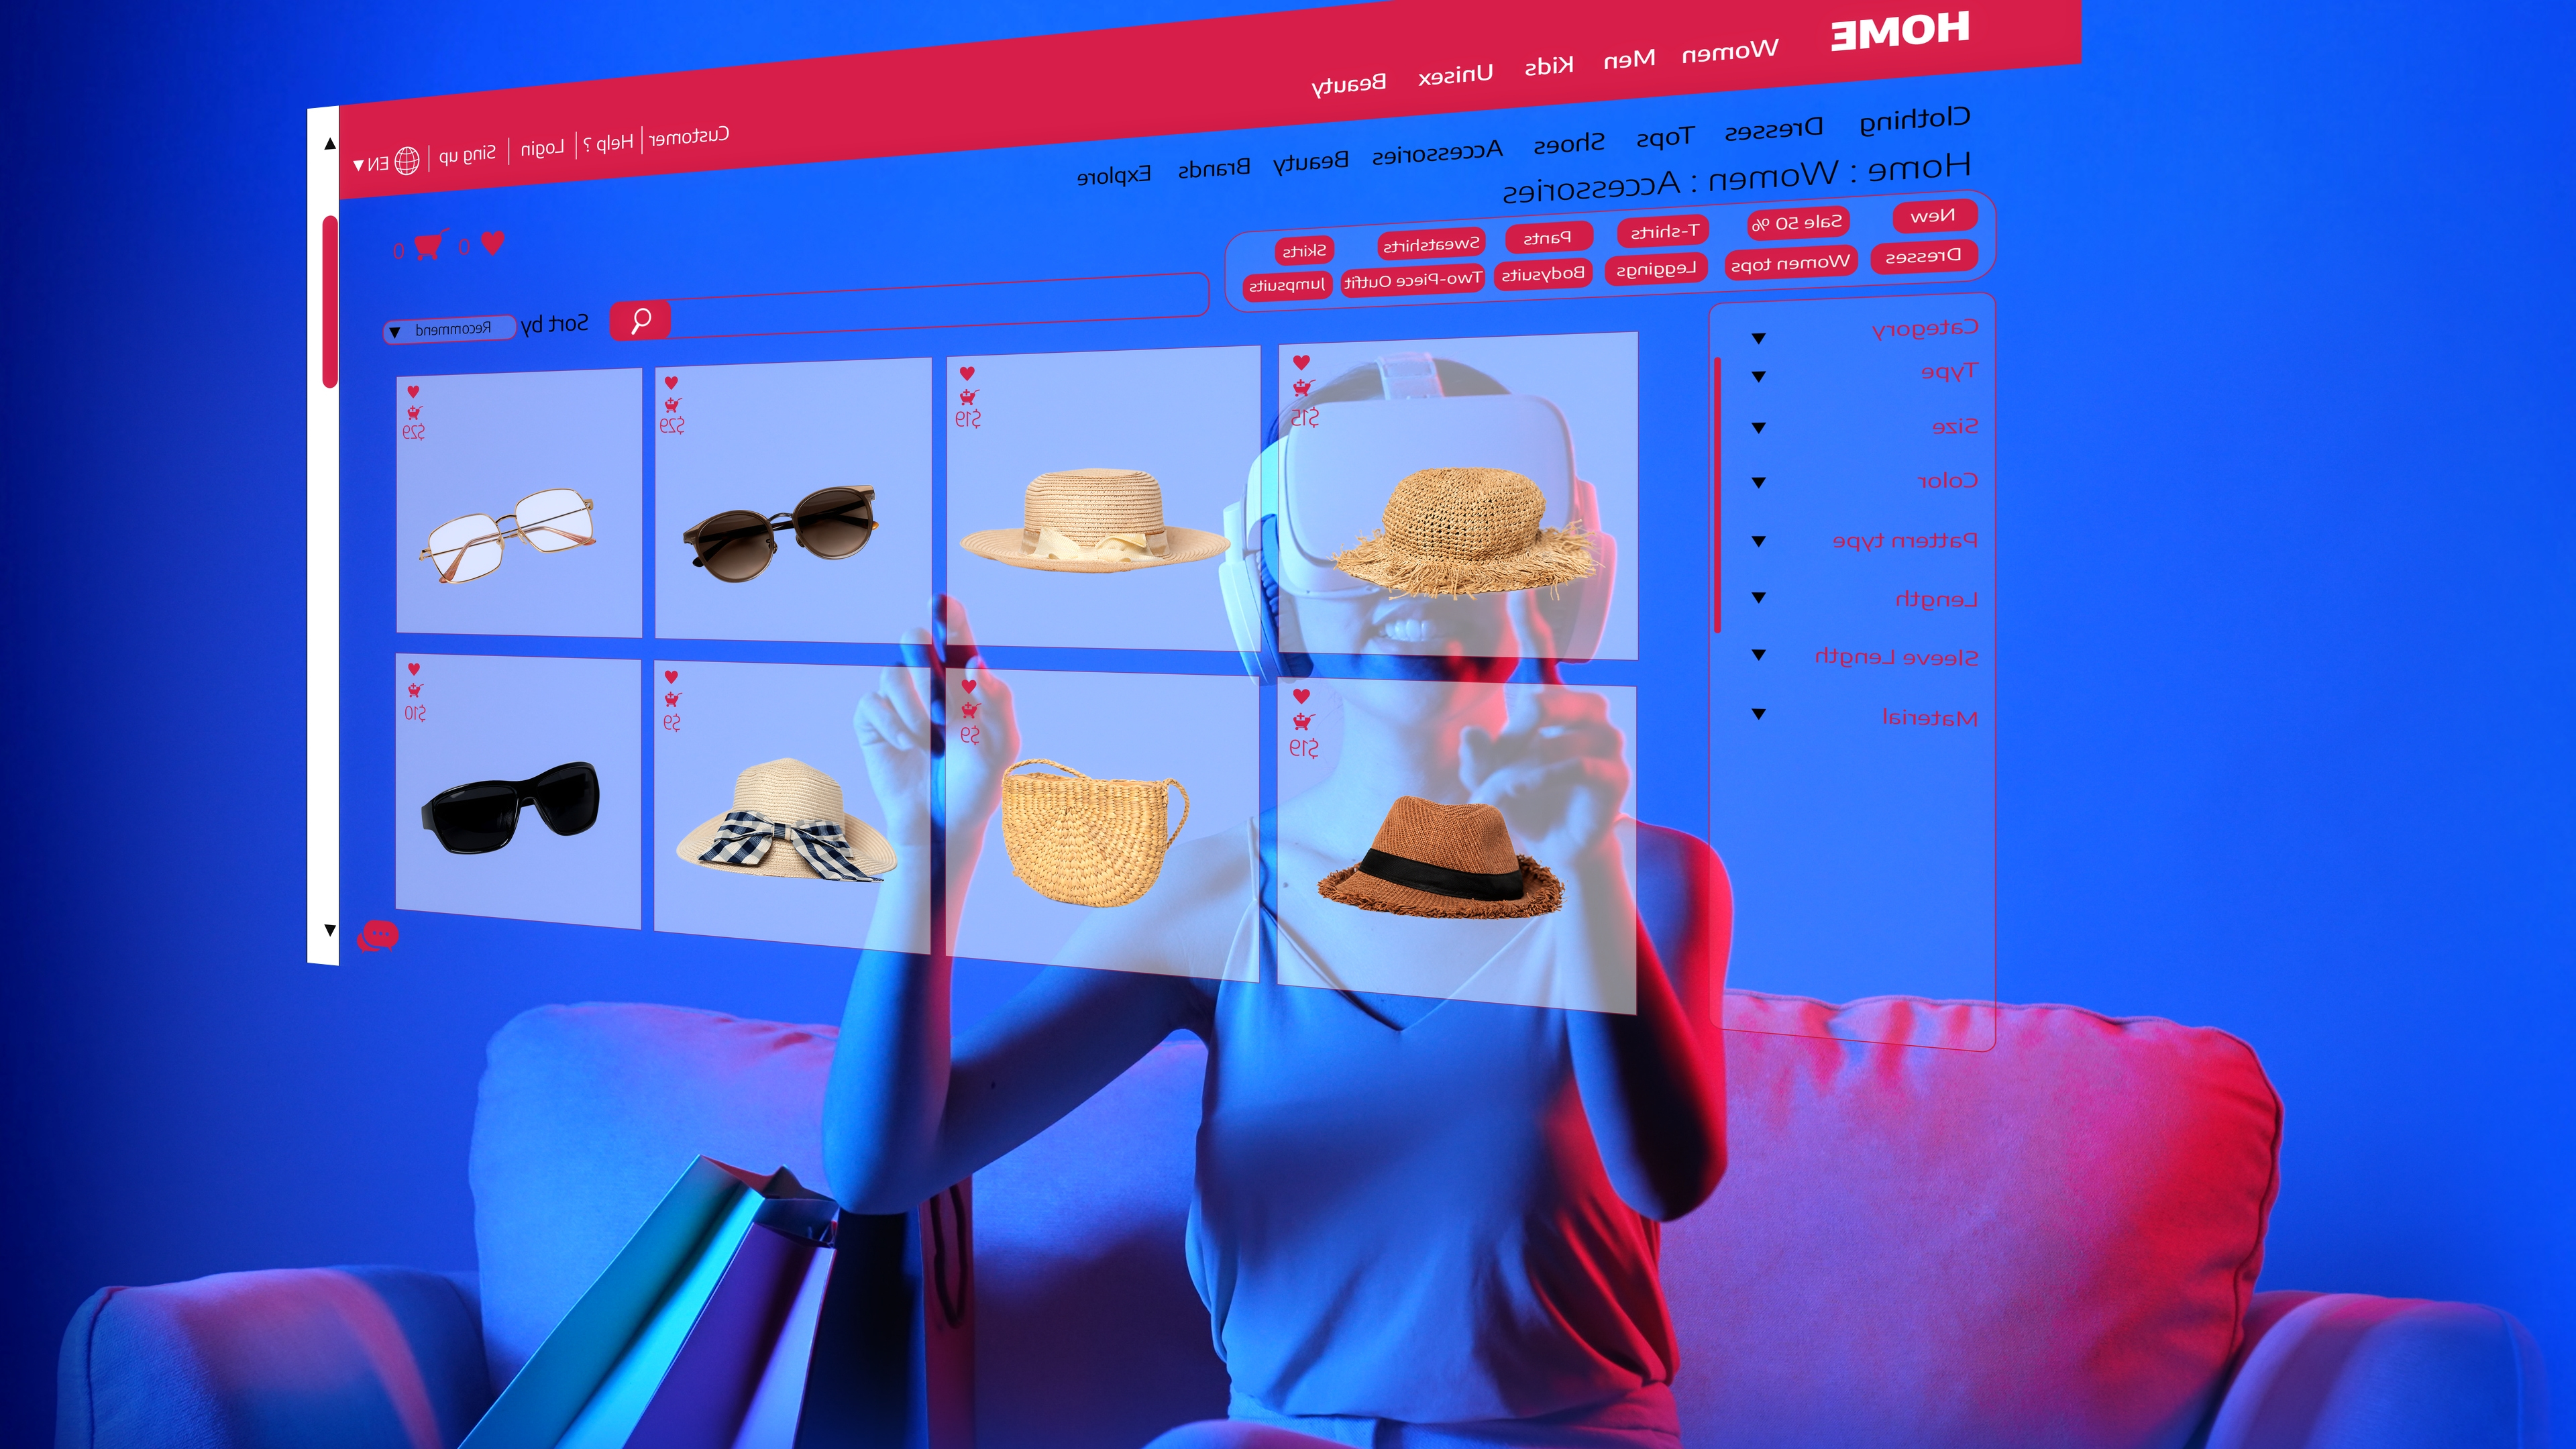 HOME Women Men Kids Unisex Beauty
Customer Help ? Login Sing up EN
Clothing Dresses Tops Shoes Accessories Beauty Brands Explore
Home : Women : Accessories
New Sale 50 % T-shirts Pants Sweatshirts Skirts
Dresses Women tops Leggings Bodysuits Two-Piece Outfit Jumpsuits
0 0
Sort by Recommend
Category
Type
Size
Color
Pattern type
Length
Sleeve Length
Material
$15 $19 $29 $29
$19 $9 $9 $10